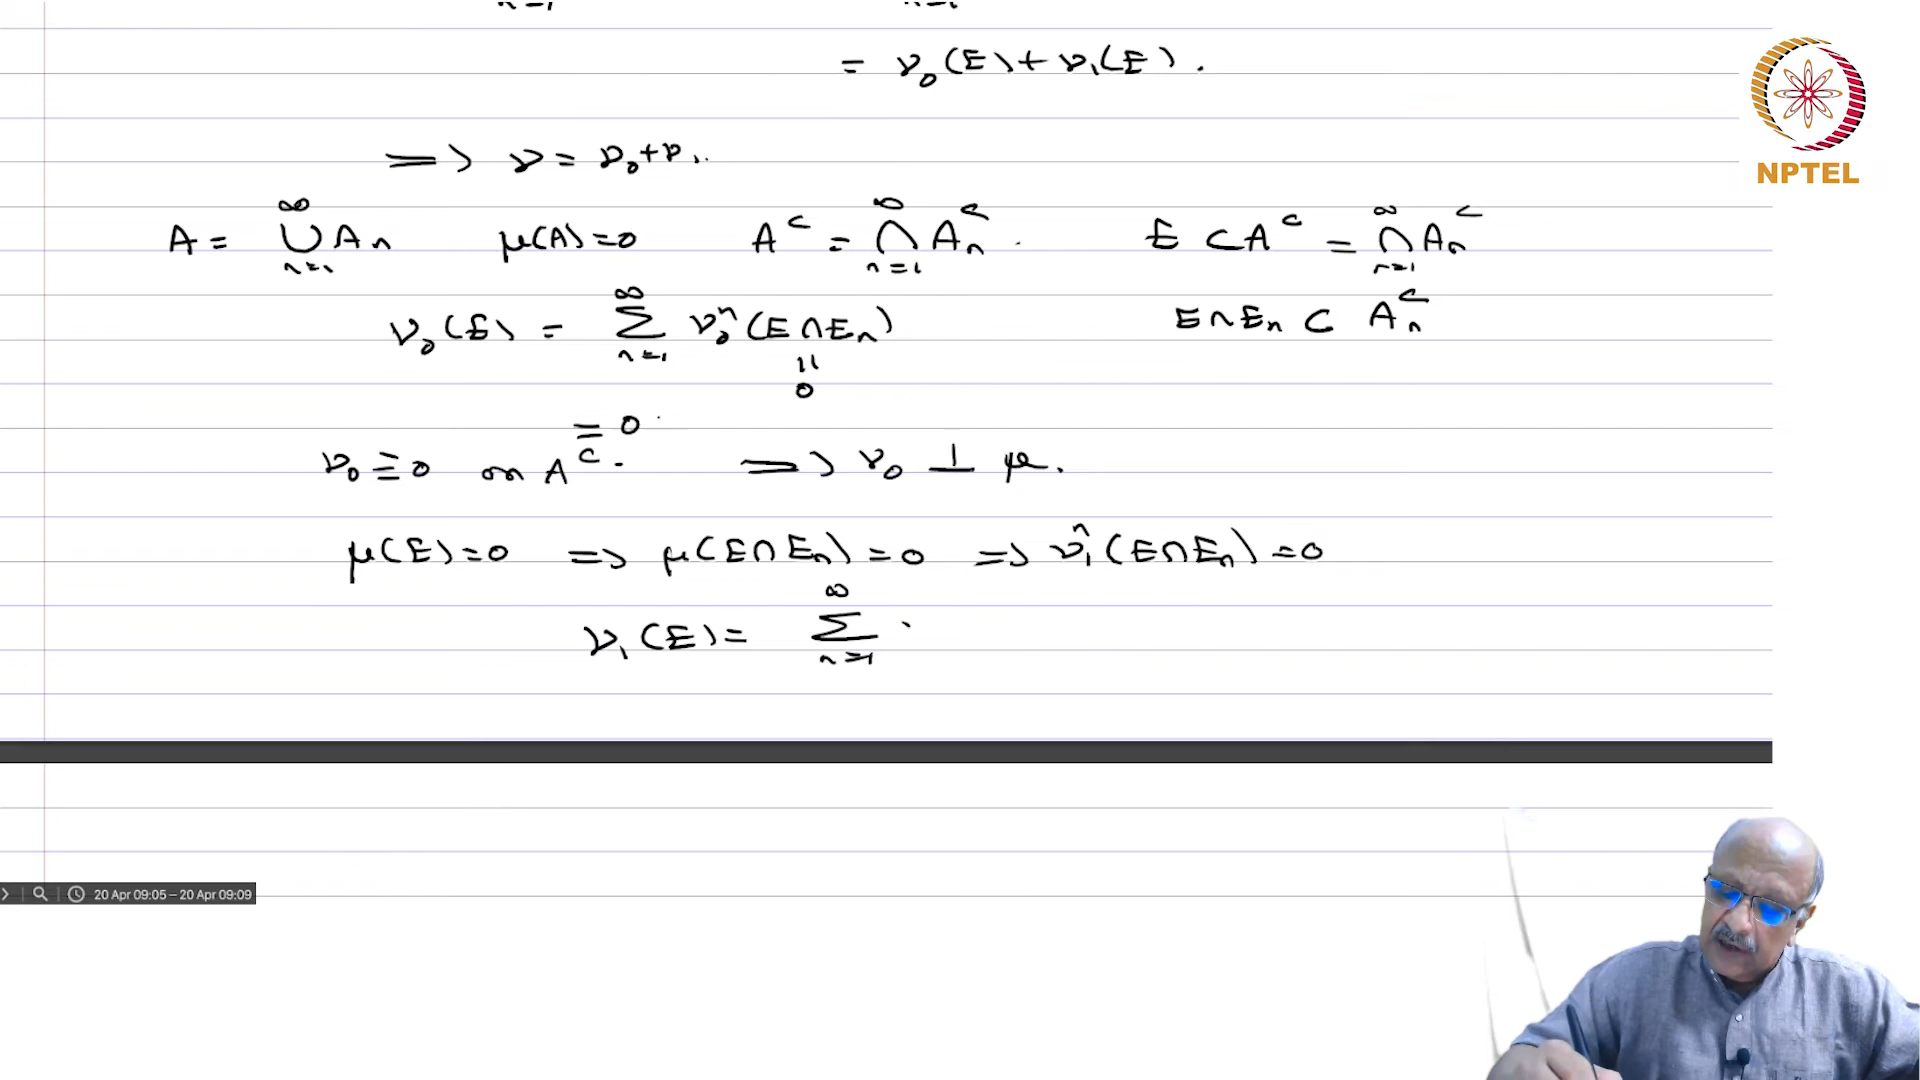 = ν₀(E)+ν₁(E).
NPTEL
⟹ ν = ν₀+ν₁.
A = ∪_{n=1}^{∞} A_n   μ(A)=0   A^c = ∩_{n=1}^{∞} A_n^c.   E ⊂ A^c = ∩_{n=1}^{∞} A_n^c
ν₀(E) = Σ_{n=1}^{∞} ν₀ⁿ(E∩E_n)   E∩E_n ⊂ A_n^c
||
0
= 0.
ν₀ ≡ 0 on A^c.   ⟹ ν₀ ⊥ μ.
μ(E)=0 ⟹ μ(E∩E_n)=0 ⟹ ν₁ⁿ(E∩E_n)=0
ν₁(E) = Σ_{n=1}^{∞}
20 Apr 09:05 – 20 Apr 09:09